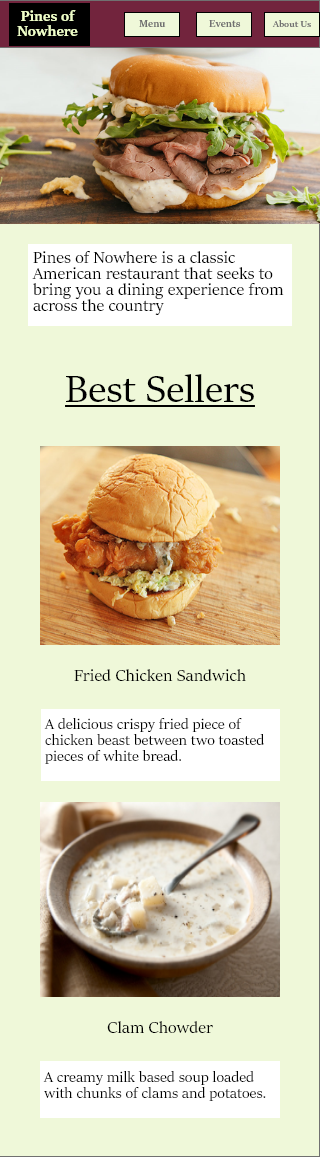 Pines of
Nowhere
Menu
Events
About Us
Pines of Nowhere is a classic
American restaurant that seeks to
bring you a dining experience from
across the country
Best Sellers
Fried Chicken Sandwich
A delicious crispy fried piece of
chicken beast between two toasted
pieces of white bread.
Clam Chowder
A creamy milk based soup loaded
with chunks of clams and potatoes.